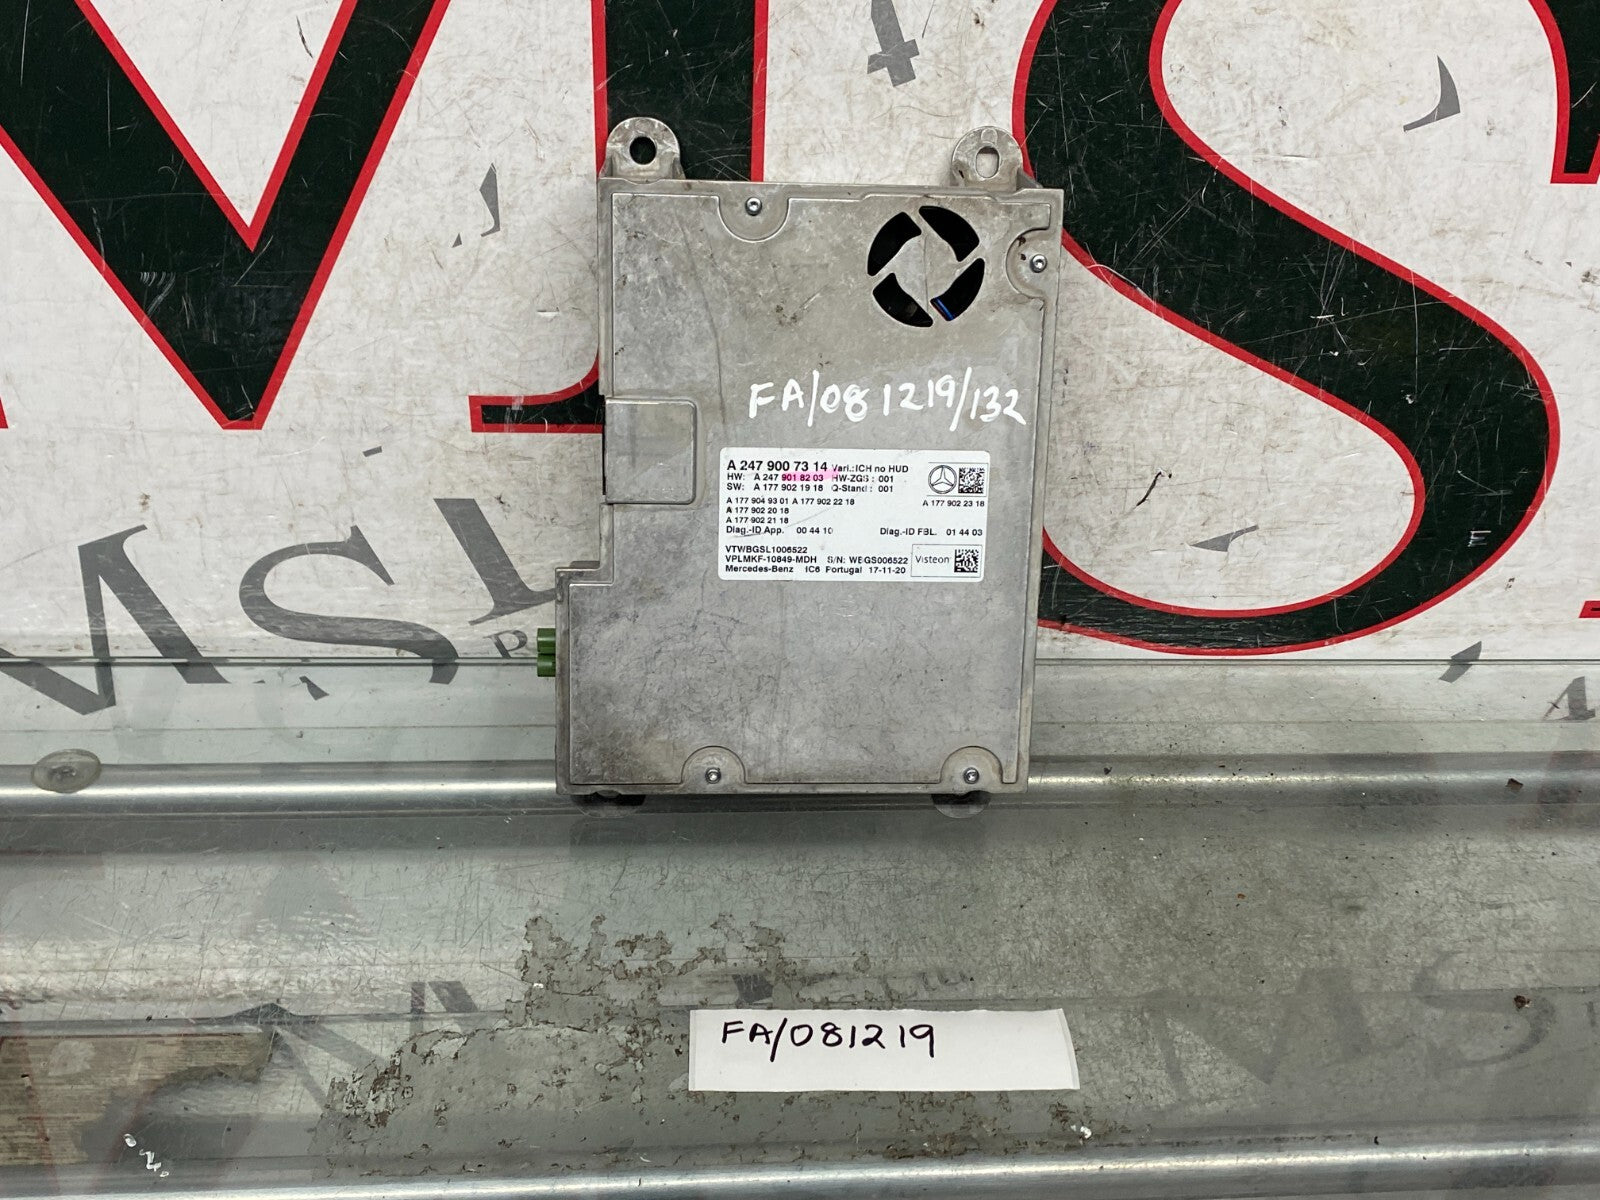 FA/081219/132
A 247 900 73 14 Vari.:ICH no HUD
HW: A 247 901 82 03 HW-ZGS: 001
SW: A 177 902 19 18 Q-Stand: 001
A 177 904 93 01 A 177 902 22 18 A 177 902 23 18
A 177 902 20 18
A 177 902 21 18
Diag.-ID App. 00 44 10 Diag.-ID FBL. 01 44 03
VTWBGSL1006522
VPLMKF-10849-MDH S/N: WBGS006522 Visteon
Mercedes-Benz IC6 Portugal 17-11-20
FA/081219